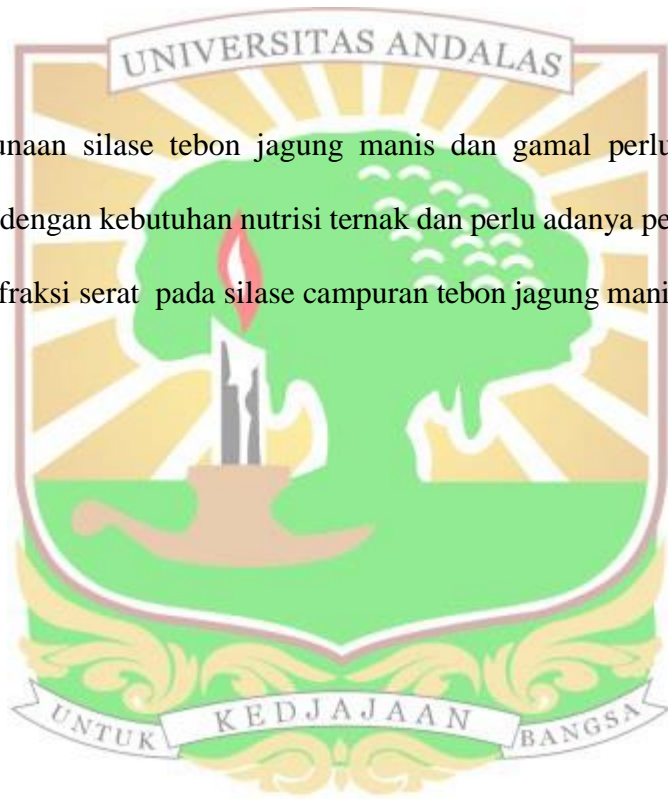 UNIVERSITAS ANDALAS
unaan silase tebon jagung manis dan gamal perlu
dengan kebutuhan nutrisi ternak dan perlu adanya pe
fraksi serat pada silase campuran tebon jagung mani
UNTUK KEDJAJAAN BANGSA